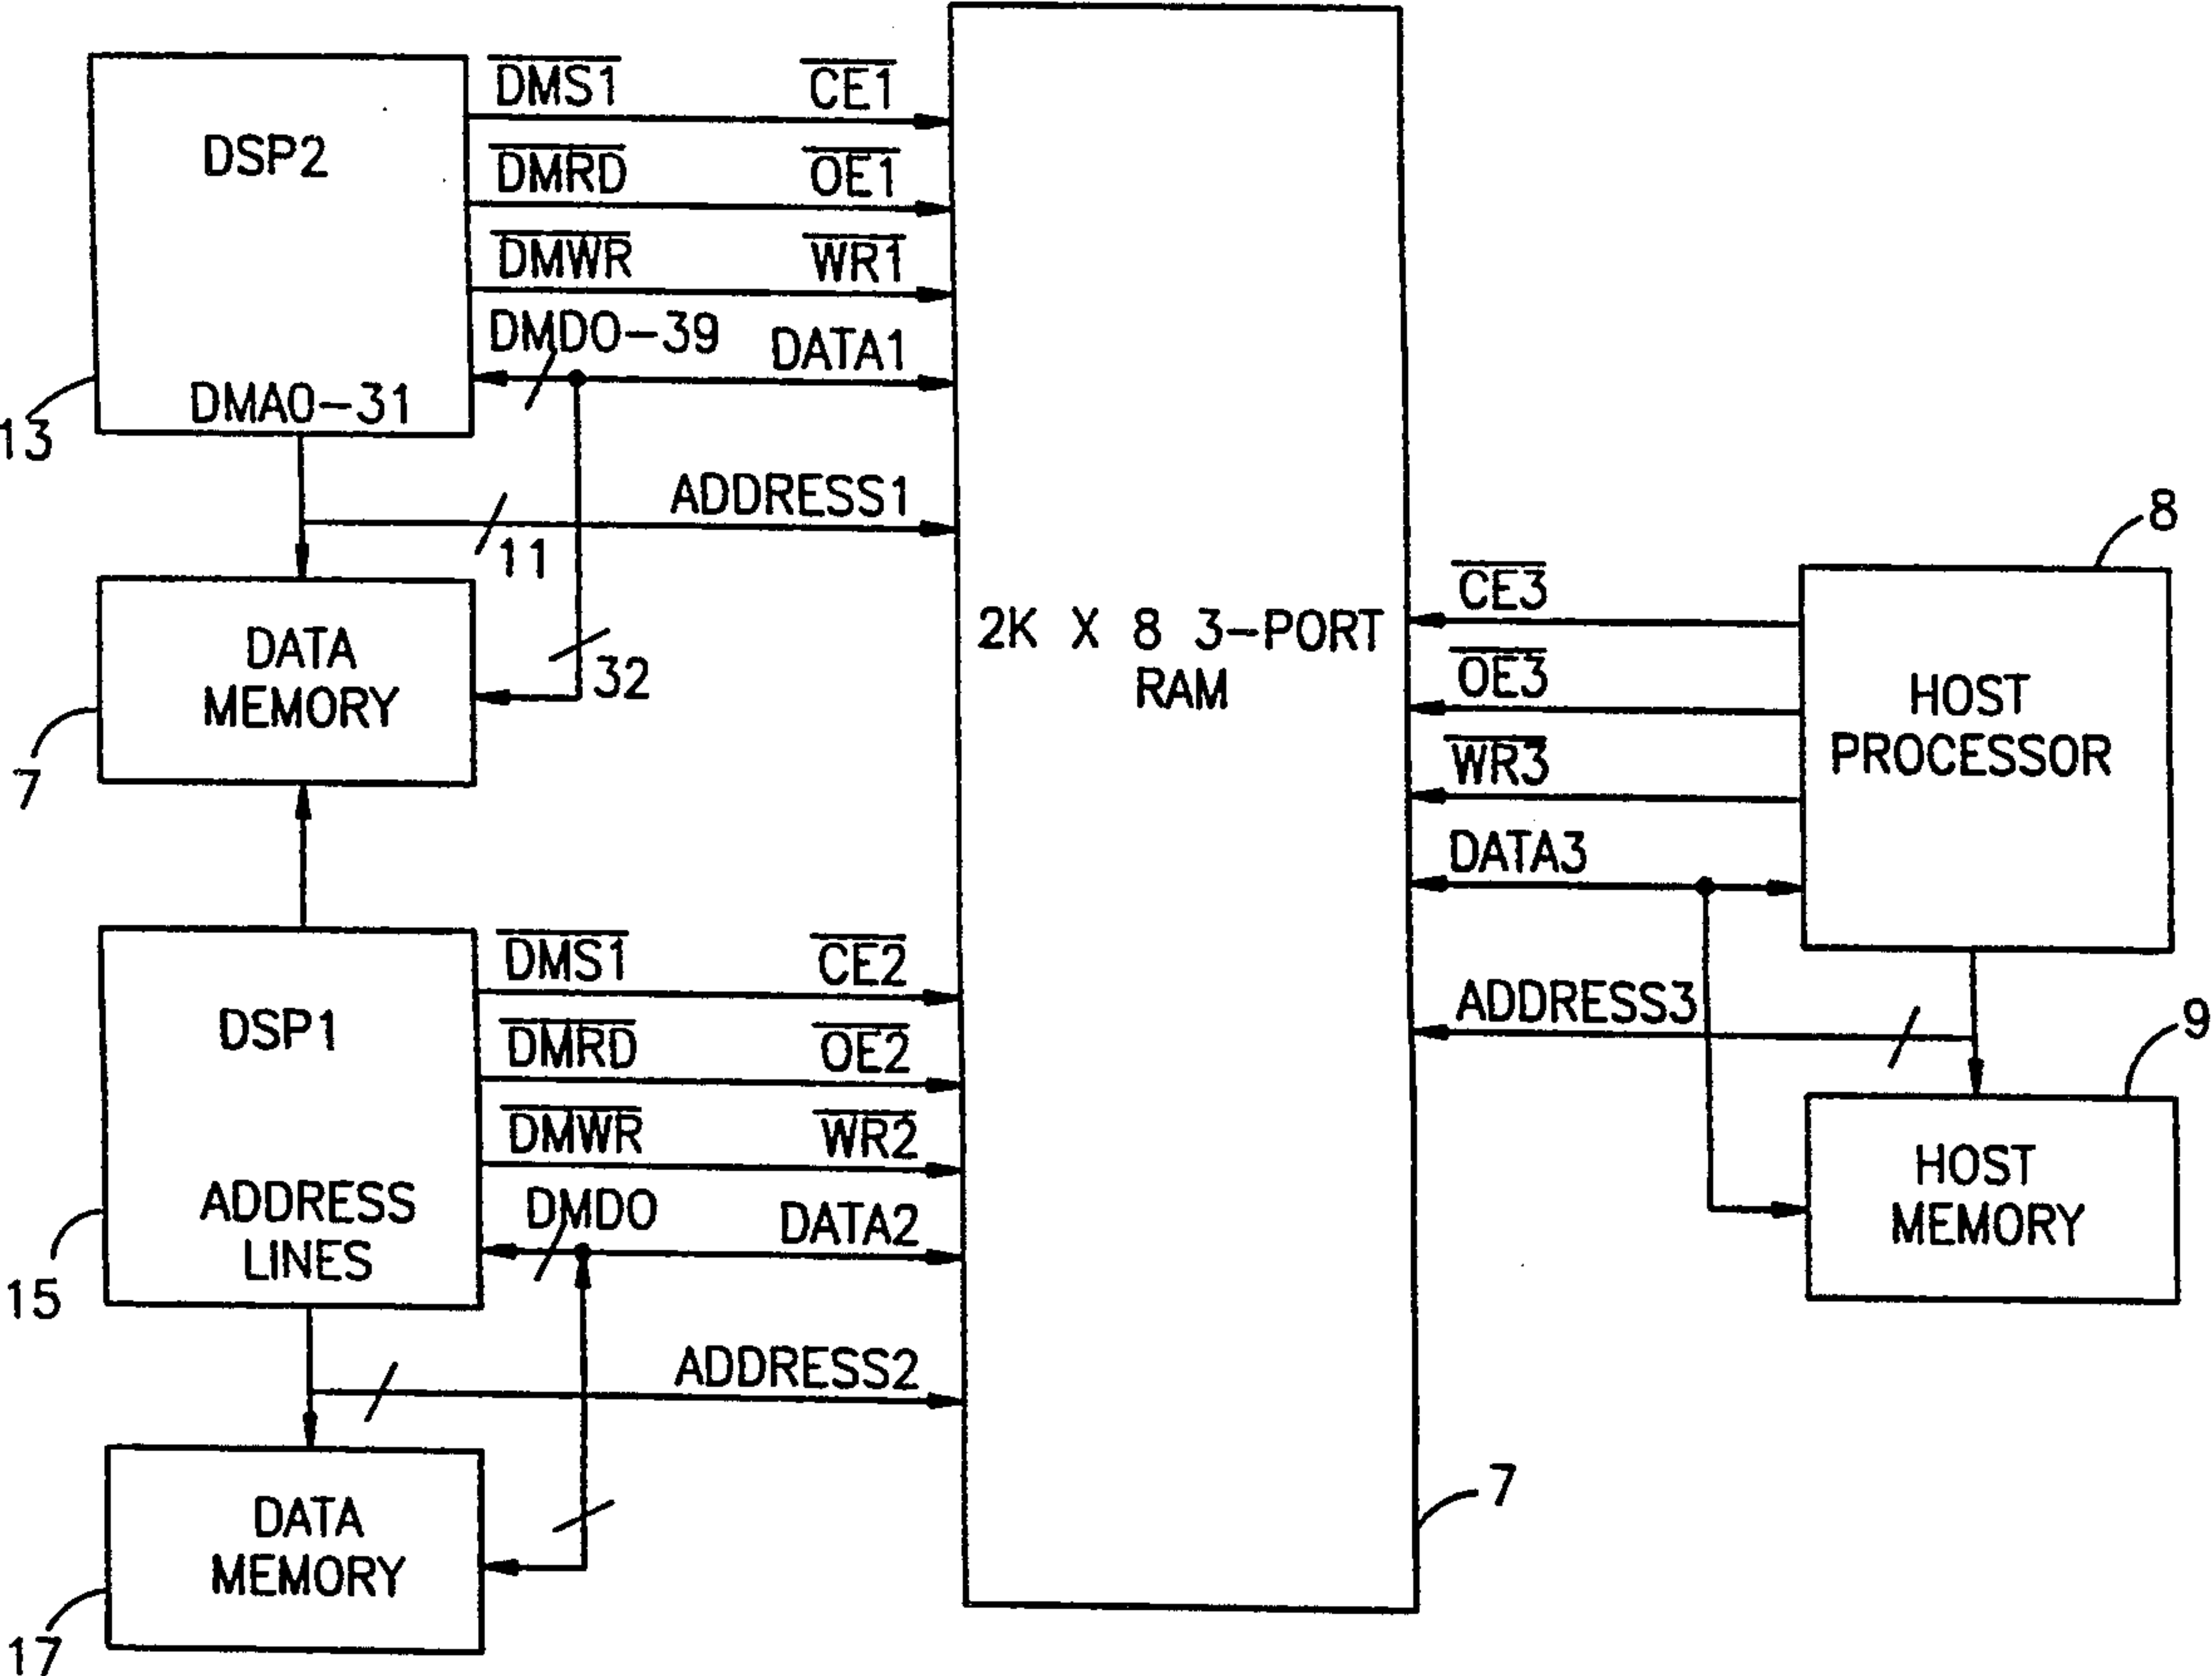 DSP2
DMA0-31
13
DMS1
CE1
DMRD
OE1
DMWR
WR1
DMD0-39
DATA1
ADDRESS1
11
DATA
MEMORY
7
32
2K X 8 3-PORT
RAM
7
CE3
OE3
WR3
DATA3
ADDRESS3
8
HOST
PROCESSOR
9
HOST
MEMORY
DSP1
ADDRESS
LINES
15
DMS1
CE2
DMRD
OE2
DMWR
WR2
DMD0
DATA2
ADDRESS2
DATA
MEMORY
17